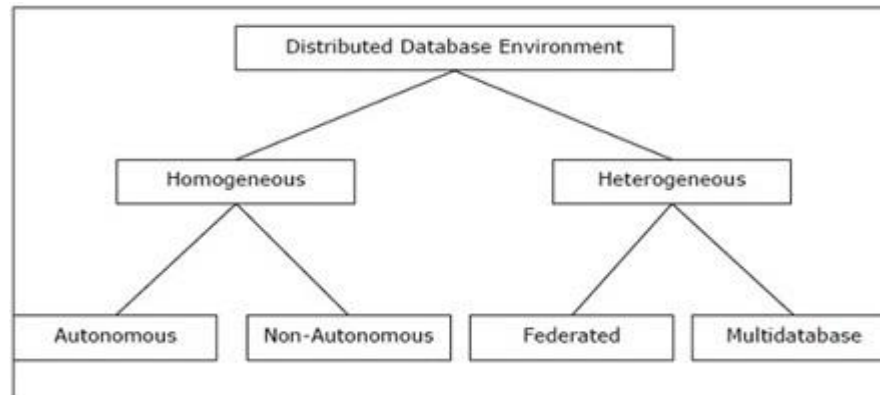 Distributed Database Environment
Homogeneous
Heterogeneous
Autonomous
Non-Autonomous
Federated
Multidatabase